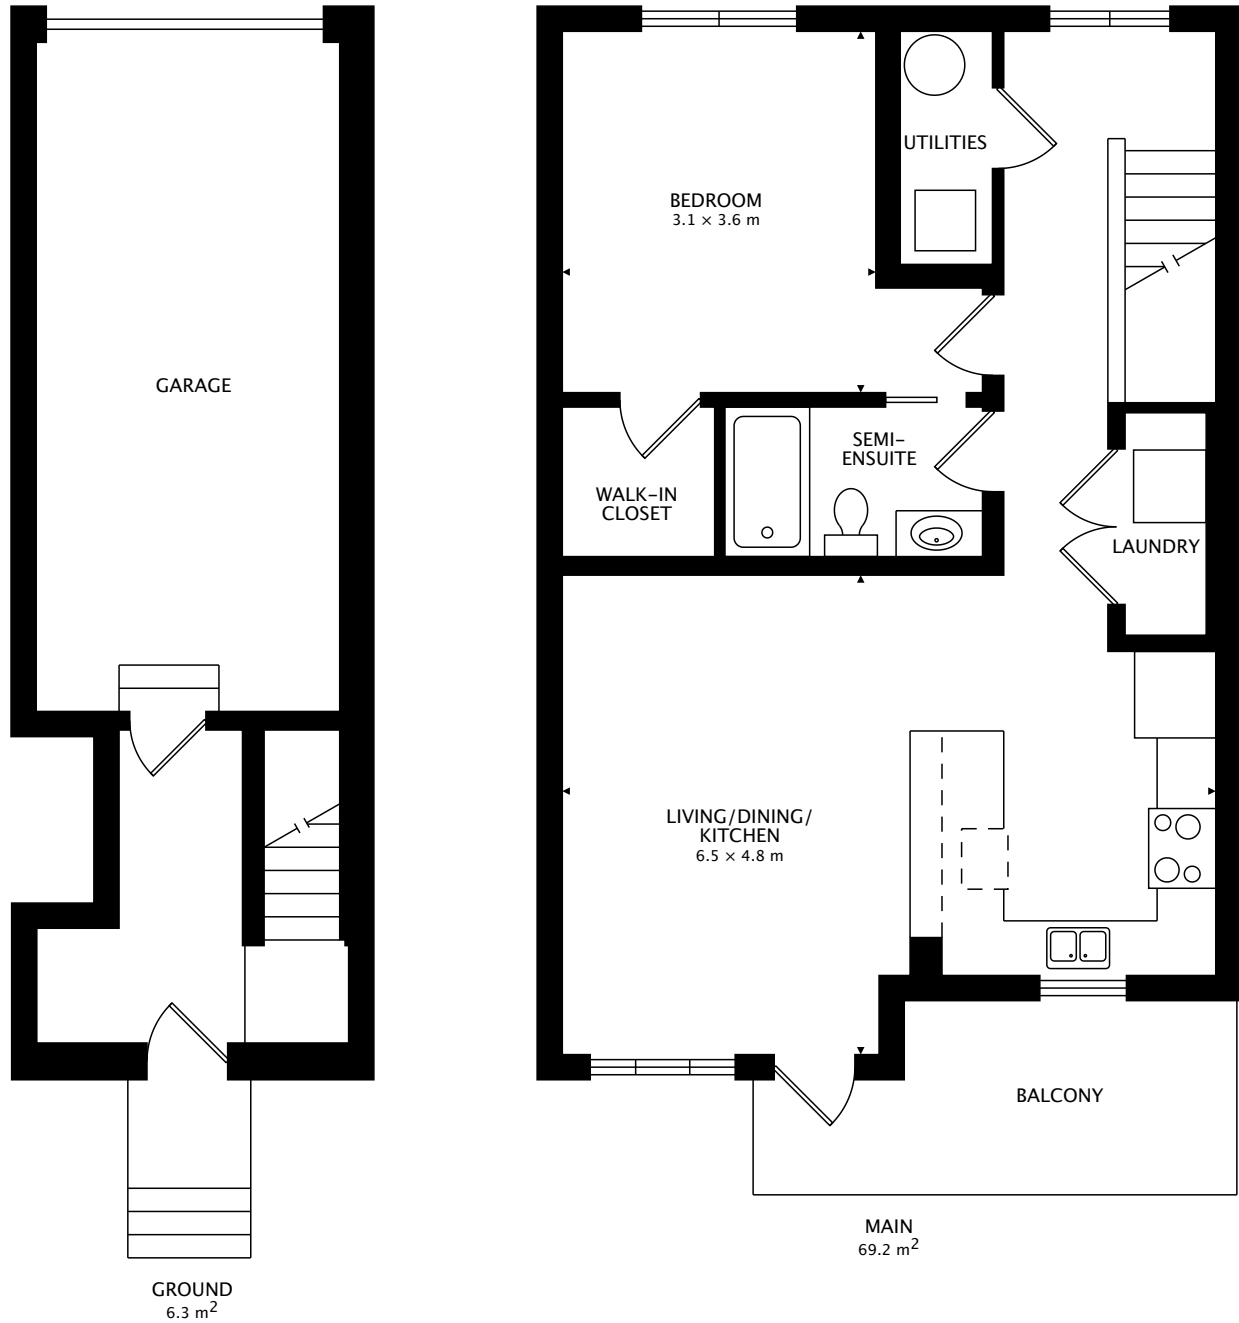 GARAGE
GROUND
6.3 m²
BEDROOM
3.1 × 3.6 m
UTILITIES
SEMI-
ENSUITE
WALK-IN
CLOSET
LAUNDRY
LIVING/DINING/
KITCHEN
6.5 × 4.8 m
BALCONY
MAIN
69.2 m²